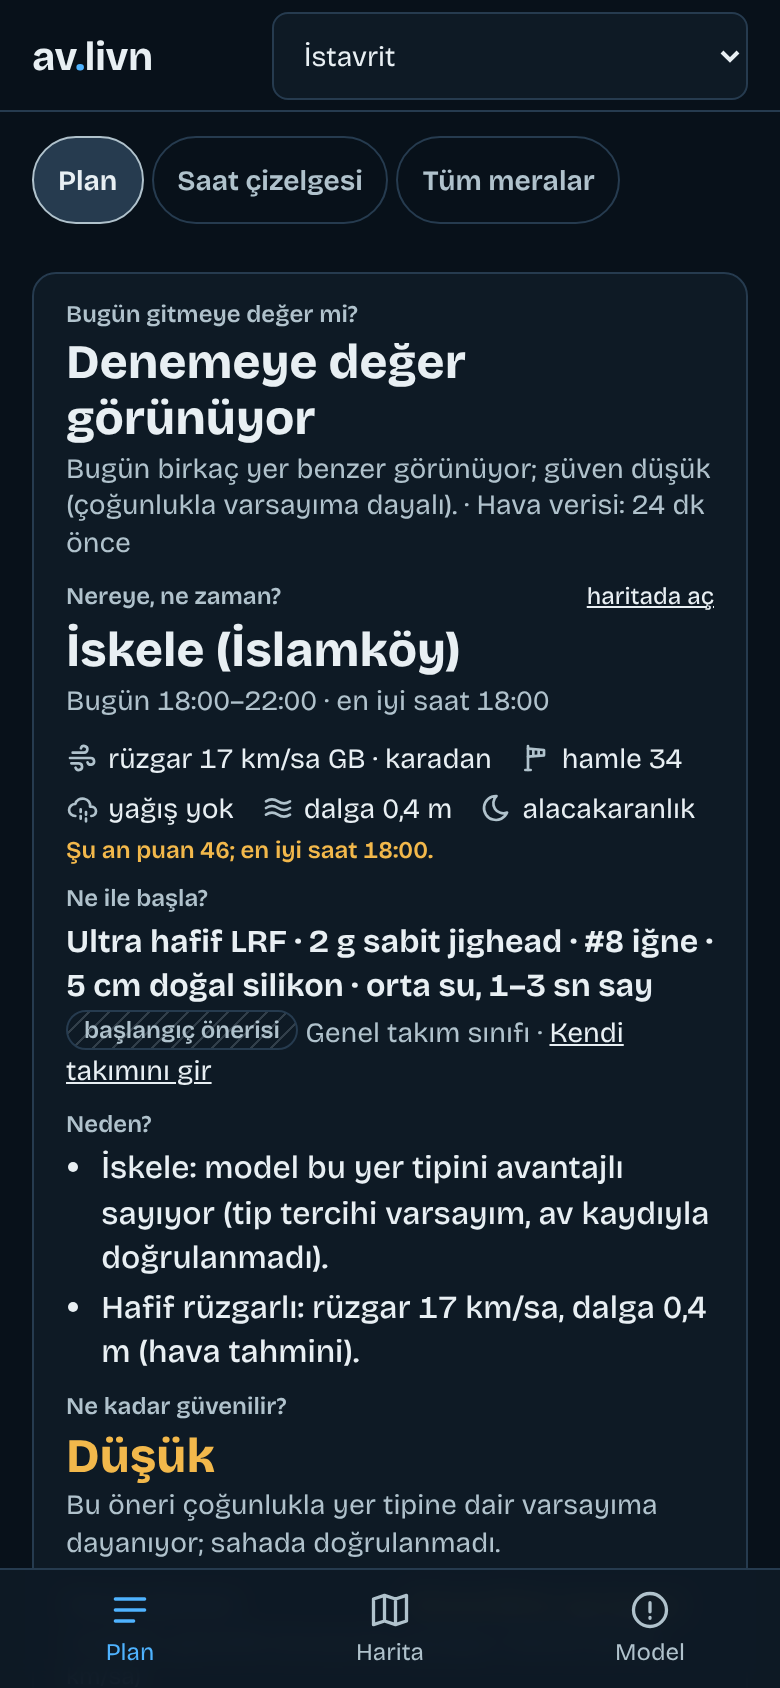 av.livn
İstavrit
Plan
Saat çizelgesi
Tüm meralar
Bugün gitmeye değer mi?
Denemeye değer
görünüyor
Bugün birkaç yer benzer görünüyor; güven düşük
(çoğunlukla varsayıma dayalı). · Hava verisi: 24 dk
önce
Nereye, ne zaman?
haritada aç
İskele (İslamköy)
Bugün 18:00–22:00 · en iyi saat 18:00
rüzgar 17 km/sa GB · karadan
hamle 34
yağış yok
dalga 0,4 m
alacakaranlık
Şu an puan 46; en iyi saat 18:00.
Ne ile başla?
Ultra hafif LRF · 2 g sabit jighead · #8 iğne ·
5 cm doğal silikon · orta su, 1–3 sn say
başlangıç önerisi Genel takım sınıfı · Kendi
takımını gir
Neden?
• İskele: model bu yer tipini avantajlı
sayıyor (tip tercihi varsayım, av kaydıyla
doğrulanmadı).
• Hafif rüzgarlı: rüzgar 17 km/sa, dalga 0,4
m (hava tahmini).
Ne kadar güvenilir?
Düşük
Bu öneri çoğunlukla yer tipine dair varsayıma
dayanıyor; sahada doğrulanmadı.
Plan
Harita
Model